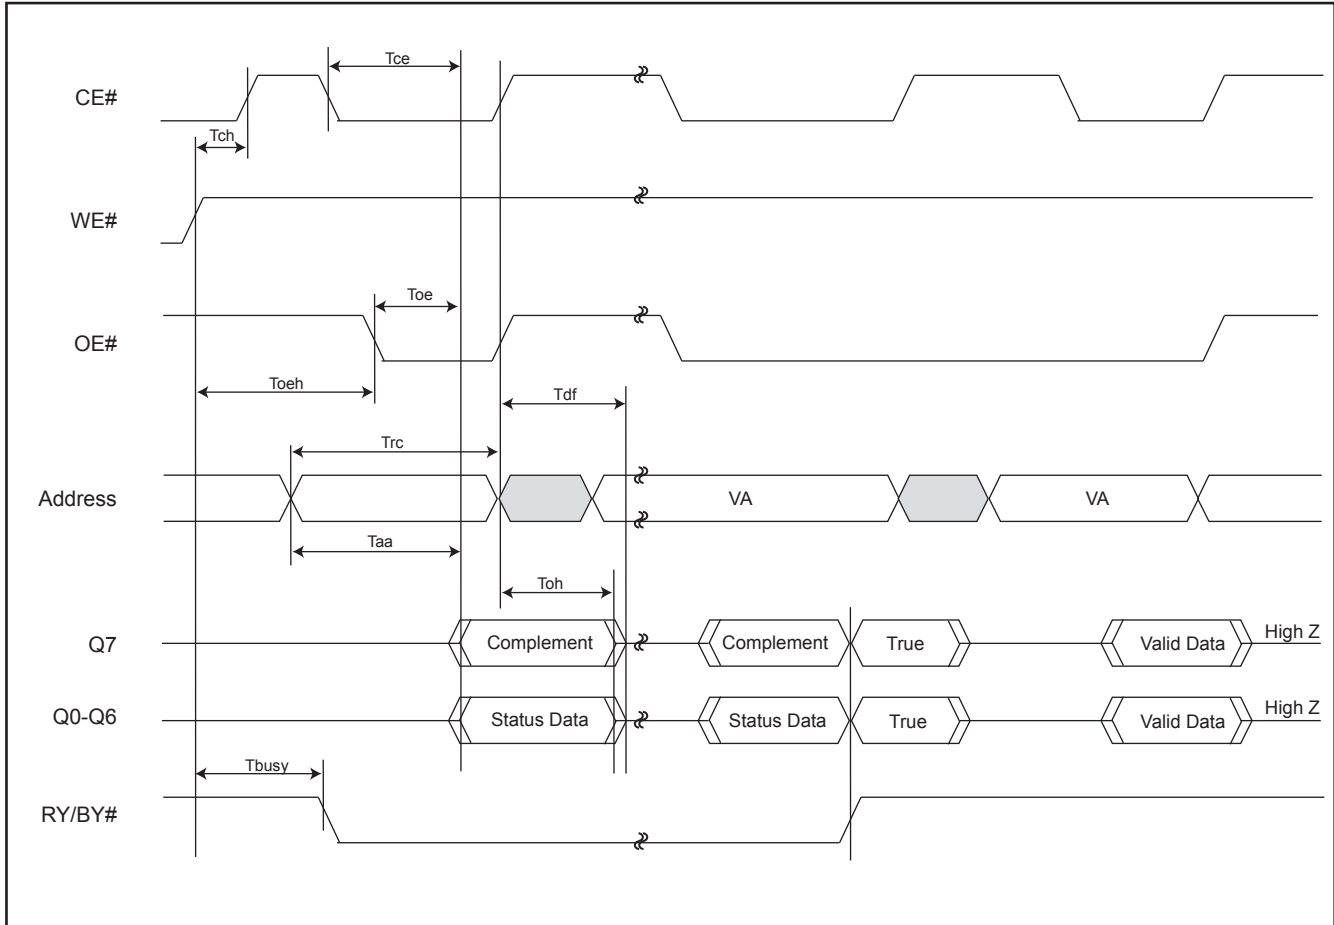 Tce
CE#
Tch
WE#
Toe
OE#
Toeh
Tdf
Trc
Address
VA
VA
Taa
Toh
Q7
Complement
Complement
True
Valid Data
High Z
Q0-Q6
Status Data
Status Data
True
Valid Data
High Z
Tbusy
RY/BY#